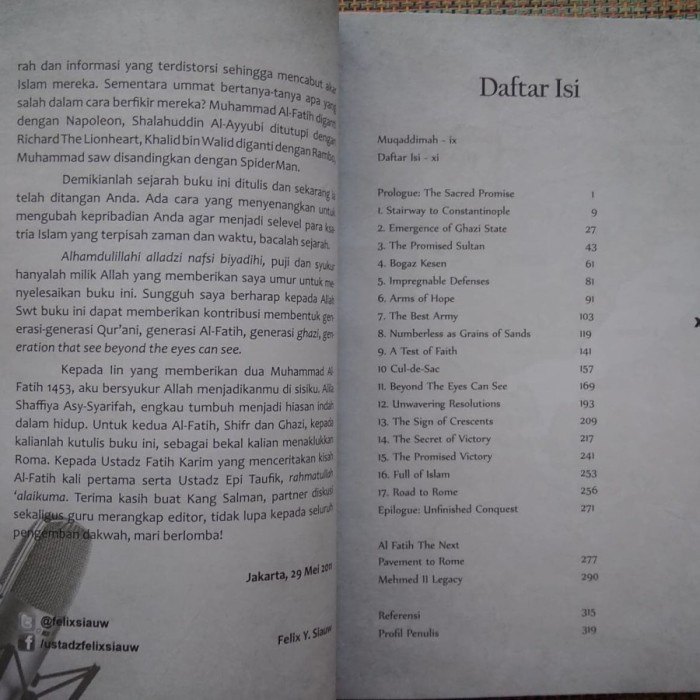 rah dan informasi yang terdistorsi sehingga mencabut
Islam mereka. Sementara ummat bertanya-tanya apa yang
salah dalam cara berfikir mereka? Muhammad Al-Fatih diganti
dengan Napoleon, Shalahuddin Al-Ayyubi ditutupi dengan
Richard The Lionheart, Khalid bin Walid diganti dengan Rambo,
Muhammad saw disandingkan dengan SpiderMan.
Demikianlah sejarah buku ini ditulis dan sekarang
telah ditangan Anda. Ada cara yang menyenangkan untuk
mengubah kepribadian Anda agar menjadi selevel para
tria Islam yang terpisah zaman dan waktu, bacalah sejarah.
Alhamdulillahi alladzi nafsi biyadihi, puji dan syukur
hanyalah milik Allah yang memberikan saya umur untuk me
nyelesaikan buku ini. Sungguh saya berharap kepada Allah
Swt buku ini dapat memberikan kontribusi membentuk gen
erasi-generasi Qur'ani, generasi Al-Fatih, generasi ghazi, gen
eration that see beyond the eyes can see.
Kepada Iin yang memberikan dua Muhammad Al
Fatih 1453, aku bersyukur Allah menjadikanmu di sisiku. Alila
Shaffiya Asy-Syarifah, engkau tumbuh menjadi hiasan indah
dalam hidup. Untuk kedua Al-Fatih, Shifr dan Ghazi, kepada
kalianlah kutulis buku ini, sebagai bekal kalian menaklukkan
Roma. Kepada Ustadz Fatih Karim yang menceritakan kisah
Al-Fatih kali pertama serta Ustadz Epi Taufik, rahmatullah
'alaikuma. Terima kasih buat Kang Salman, partner diskusi
sekaligus guru merangkap editor, tidak lupa kepada seluruh
pengemban dakwah, mari berlomba!
Jakarta, 29 Mei
Felix Y. Siauw
@felixsiauw
/ustadzfelixsiauw
Daftar Isi
Muqaddimah - ix
Daftar Isi - xi
Prologue: The Sacred Promise 1
1. Stairway to Constantinople 9
2. Emergence of Ghazi State 27
3. The Promised Sultan 43
4. Bogaz Kesen 61
5. Impregnable Defenses 81
6. Arms of Hope 91
7. The Best Army 103
8. Numberless as Grains of Sands 119
9. A Test of Faith 141
10 Cul-de-Sac 157
11. Beyond The Eyes Can See 169
12. Unwavering Resolutions 193
13. The Sign of Crescents 209
14. The Secret of Victory 217
15. The Promised Victory 241
16. Full of Islam 253
17. Road to Rome 256
Epilogue: Unfinished Conquest 271
Al Fatih The Next
Pavement to Rome 277
Mehmed II Legacy 290
Referensi 315
Profil Penulis 319